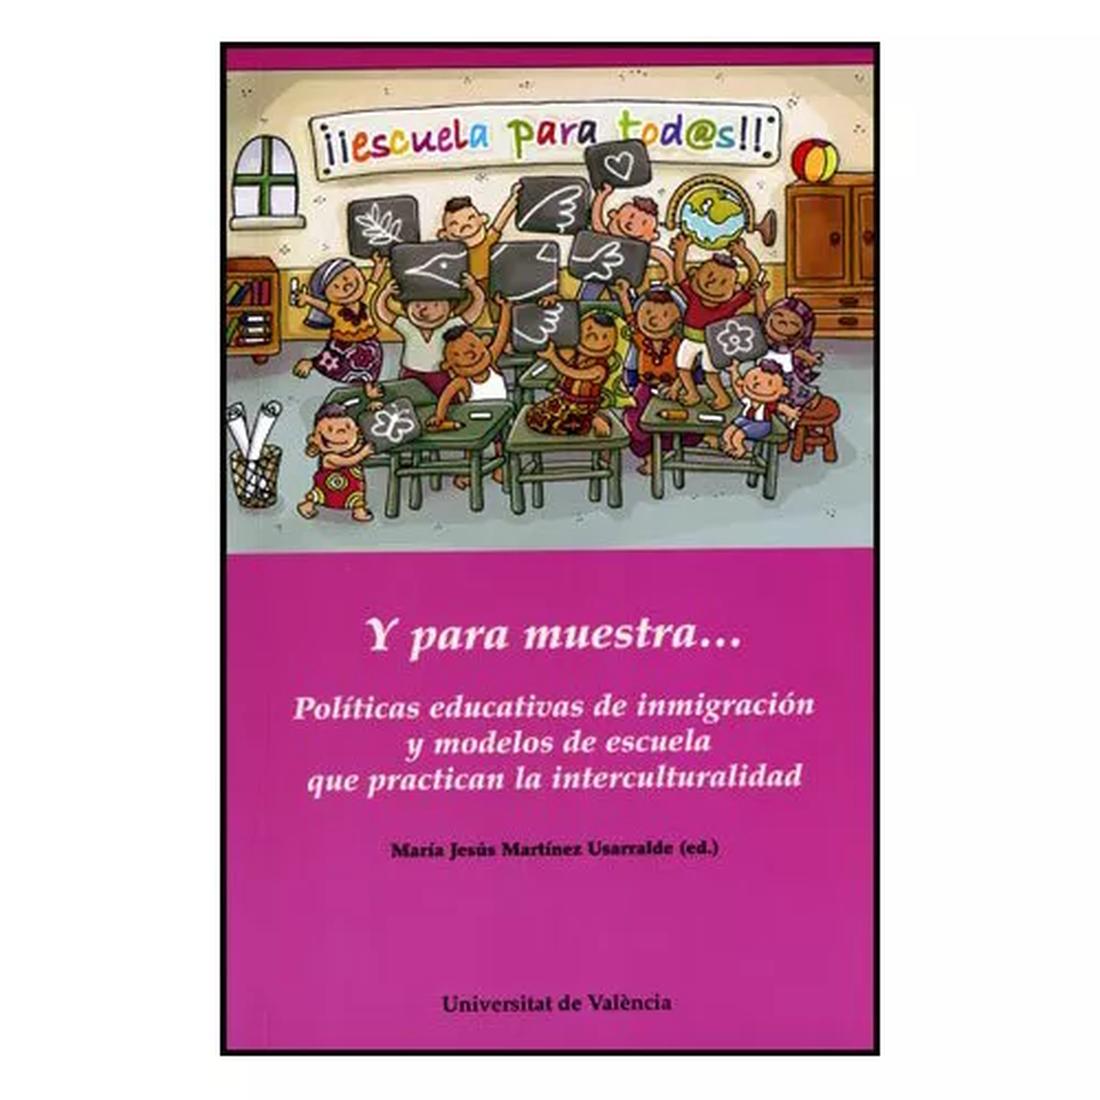 ¡¡escuela para tod@s!!
Y para muestra...
Políticas educativas de inmigración
y modelos de escuela
que practican la interculturalidad
María Jesús Martínez Usarralde (ed.)
Universitat de València